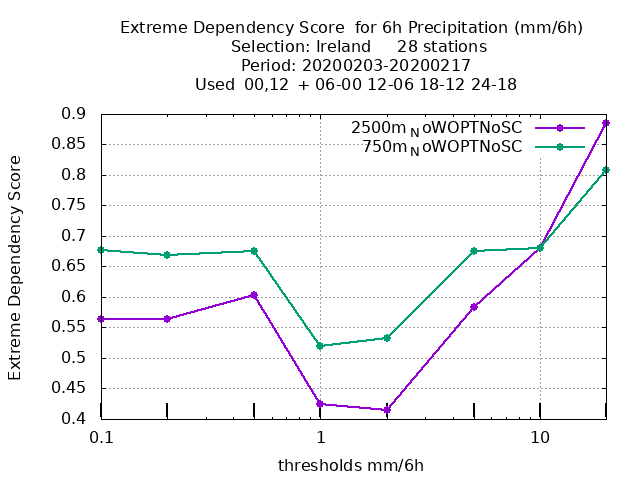 Extreme Dependency Score  for 6h Precipitation (mm/6h)
Selection: Ireland     28 stations
Period: 20200203-20200217
Used  00,12  + 06-00 12-06 18-12 24-18
2500m_NoWOPTNoSC
750m_NoWOPTNoSC
Extreme Dependency Score
0.9
0.85
0.8
0.75
0.7
0.65
0.6
0.55
0.5
0.45
0.4
0.1 1 10
thresholds mm/6h